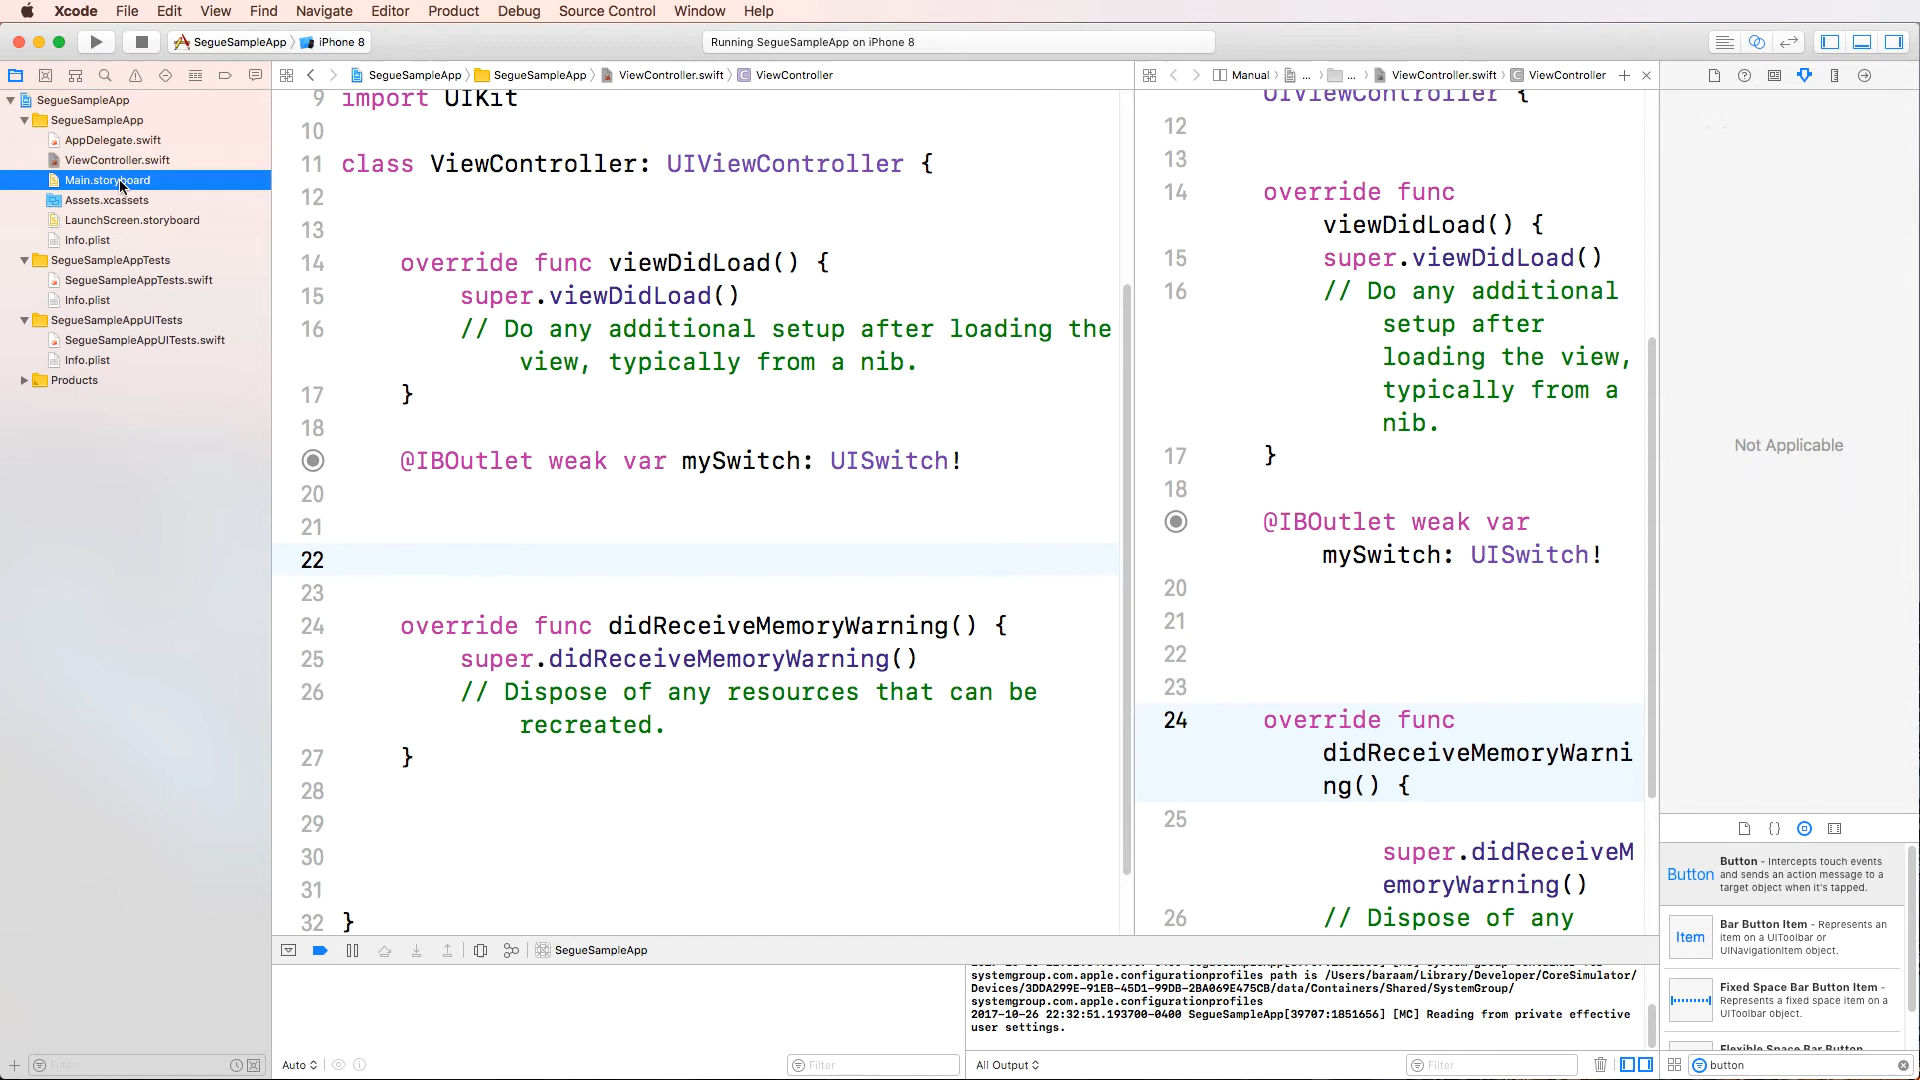 Xcode File Edit View Find Navigate Editor Product Debug Source Control Window Help
SegueSampleApp iPhone 8
Running SegueSampleApp on iPhone 8
SegueSampleApp SegueSampleApp ViewController.swift ViewController
Manual ... ... ViewController.swift ViewController
SegueSampleApp
SegueSampleApp
AppDelegate.swift
ViewController.swift
Main.storyboard
Assets.xcassets
LaunchScreen.storyboard
Info.plist
SegueSampleAppTests
SegueSampleAppTests.swift
Info.plist
SegueSampleAppUITests
SegueSampleAppUITests.swift
Info.plist
Products
Filter
9 import UIKit
10
11 class ViewController: UIViewController {
12
13
14 override func viewDidLoad() {
15 super.viewDidLoad()
16 // Do any additional setup after loading the
view, typically from a nib.
17 }
18
@IBOutlet weak var mySwitch: UISwitch!
20
21
22
23
24 override func didReceiveMemoryWarning() {
25 super.didReceiveMemoryWarning()
26 // Dispose of any resources that can be
recreated.
27 }
28
29
30
31
32 }
UIViewController {
12
13
14 override func
viewDidLoad() {
15 super.viewDidLoad()
16 // Do any additional
setup after
loading the view,
typically from a
nib.
17 }
18
@IBOutlet weak var
mySwitch: UISwitch!
20
21
22
23
24 override func
didReceiveMemoryWarni
ng() {
25
super.didReceiveM
emoryWarning()
26 // Dispose of any
SegueSampleApp
systemgroup.com.apple.configurationprofiles path is /Users/baraam/Library/Developer/CoreSimulator/
Devices/3DDA299E-91EB-45D1-99DB-2BA069E475CB/data/Containers/Shared/SystemGroup/
systemgroup.com.apple.configurationprofiles
2017-10-26 22:32:51.193700-0400 SegueSampleApp[39707:1851656] [MC] Reading from private effective
user settings.
Auto
Filter
All Output
Filter
Not Applicable
Button
Button - Intercepts touch events
and sends an action message to a
target object when it's tapped.
Item
Bar Button Item - Represents an
item on a UIToolbar or
UINavigationItem object.
Fixed Space Bar Button Item -
Represents a fixed space item on a
UIToolbar object.
Flexible Space Bar Button
button